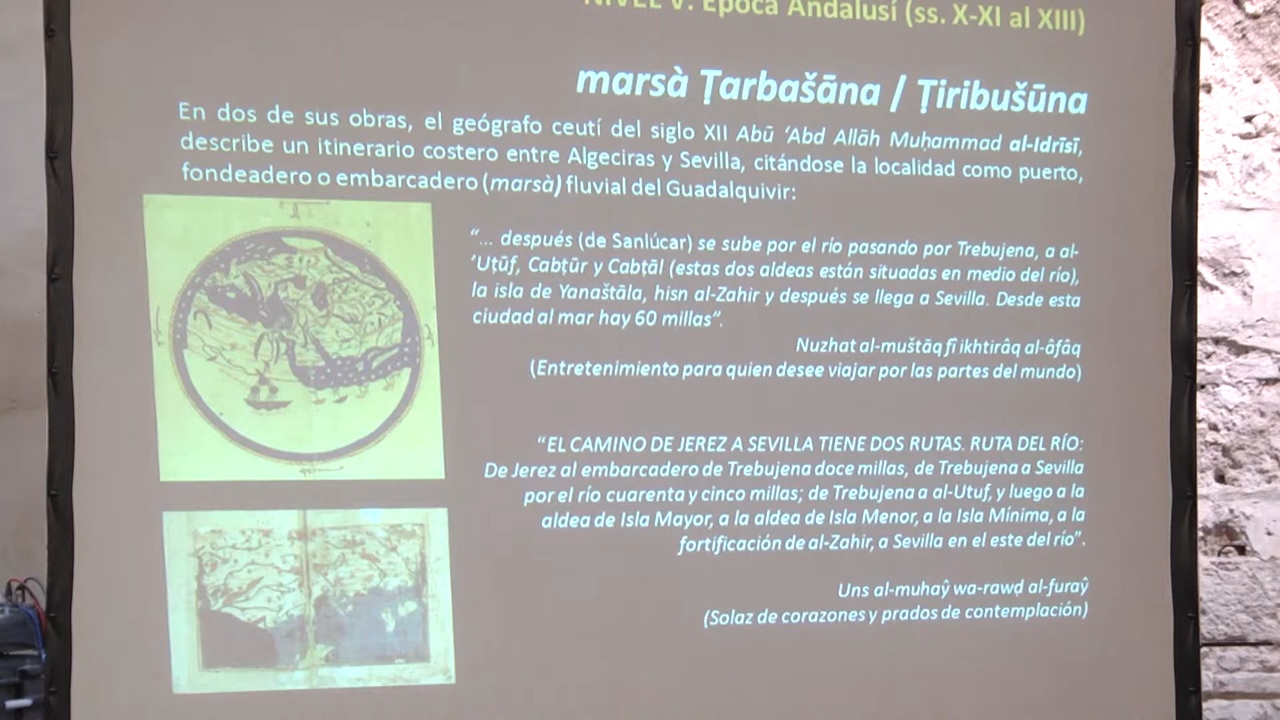 NIVEL V: Época Andalusí (ss. X-XI al XIII)
marsà Ṭarbašāna / Ṭiribušūna
En dos de sus obras, el geógrafo ceutí del siglo XII Abū ‘Abd Allāh Muḥammad al-Idrīsī,
describe un itinerario costero entre Algeciras y Sevilla, citándose la localidad como puerto,
fondeadero o embarcadero (marsà) fluvial del Guadalquivir:
“... después (de Sanlúcar) se sube por el río pasando por Trebujena, a al-
‘Uṭūf, Cabṭūr y Cabṭāl (estas dos aldeas están situadas en medio del río),
la isla de Yanaštāla, hisn al-Zahir y después se llega a Sevilla. Desde esta
ciudad al mar hay 60 millas”.
Nuzhat al-muštāq fî ikhtirâq al-âfâq
(Entretenimiento para quien desee viajar por las partes del mundo)
“EL CAMINO DE JEREZ A SEVILLA TIENE DOS RUTAS. RUTA DEL RÍO:
De Jerez al embarcadero de Trebujena doce millas, de Trebujena a Sevilla
por el río cuarenta y cinco millas; de Trebujena a al-Utuf, y luego a la
aldea de Isla Mayor, a la aldea de Isla Menor, a la Isla Mínima, a la
fortificación de al-Zahir, a Sevilla en el este del río”.
Uns al-muhaŷ wa-rawḍ al-furaŷ
(Solaz de corazones y prados de contemplación)